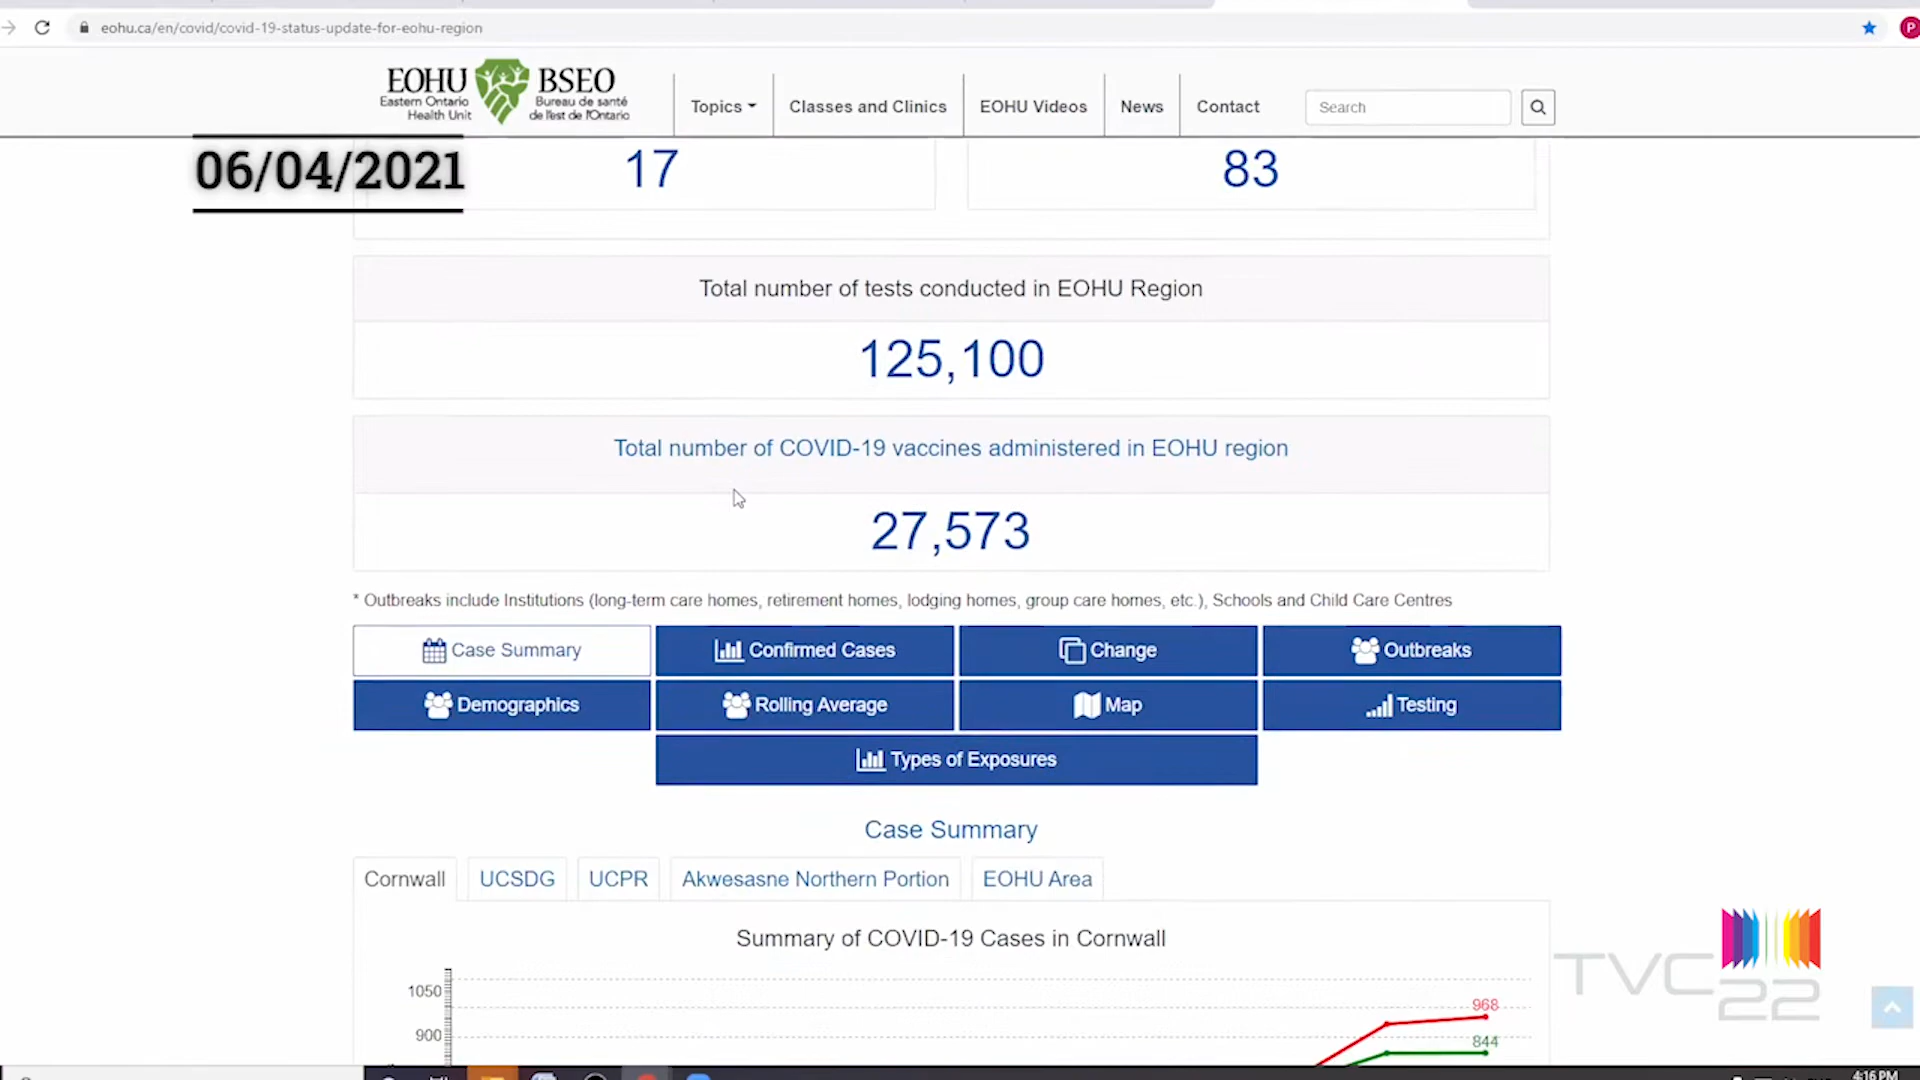 eohu.ca/en/covid/covid-19-status-update-for-eohu-region
P
EOHU BSEO
Eastern Ontario Health Unit
Bureau de santé de l'est de l'Ontario
Topics
Classes and Clinics
EOHU Videos
News
Contact
Search
06/04/2021
17
83
Total number of tests conducted in EOHU Region
125,100
Total number of COVID-19 vaccines administered in EOHU region
27,573
* Outbreaks include Institutions (long-term care homes, retirement homes, lodging homes, group care homes, etc.), Schools and Child Care Centres
Case Summary
Confirmed Cases
Change
Outbreaks
Demographics
Rolling Average
Map
Testing
Types of Exposures
Case Summary
Cornwall
UCSDG
UCPR
Akwesasne Northern Portion
EOHU Area
Summary of COVID-19 Cases in Cornwall
1050
968
900
844
TVC
22
4:16 PM